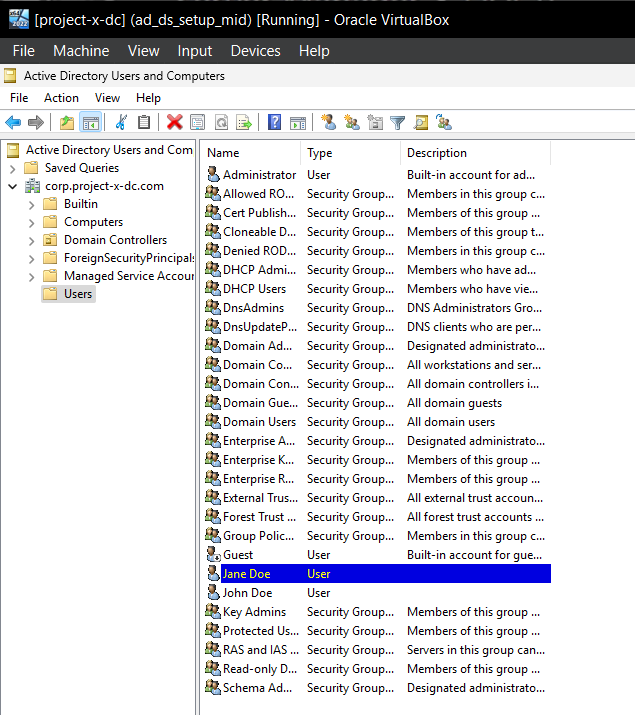 [project-x-dc] (ad_ds_setup_mid) [Running] - Oracle VirtualBox
File Machine View Input Devices Help
Active Directory Users and Computers
File Action View Help
Active Directory Users and Com
Saved Queries
corp.project-x-dc.com
Builtin
Computers
Domain Controllers
ForeignSecurityPrincipals
Managed Service Accour
Users
Name Type Description
Administrator User Built-in account for ad...
Allowed RO... Security Group... Members in this group c...
Cert Publish... Security Group... Members of this group ...
Cloneable D... Security Group... Members of this group t...
Denied ROD... Security Group... Members in this group c...
DHCP Admi... Security Group... Members who have ad...
DHCP Users Security Group... Members who have vie...
DnsAdmins Security Group... DNS Administrators Gro...
DnsUpdateP... Security Group... DNS clients who are per...
Domain Ad... Security Group... Designated administrato...
Domain Co... Security Group... All workstations and ser...
Domain Con... Security Group... All domain controllers i...
Domain Gue... Security Group... All domain guests
Domain Users Security Group... All domain users
Enterprise A... Security Group... Designated administrato...
Enterprise K... Security Group... Members of this group ...
Enterprise R... Security Group... Members of this group ...
External Trus... Security Group... All external trust accoun...
Forest Trust ... Security Group... All forest trust accounts ...
Group Polic... Security Group... Members in this group c...
Guest User Built-in account for gue...
Jane Doe User
John Doe User
Key Admins Security Group... Members of this group ...
Protected Us... Security Group... Members of this group ...
RAS and IAS ... Security Group... Servers in this group can...
Read-only D... Security Group... Members of this group ...
Schema Ad... Security Group... Designated administrato...